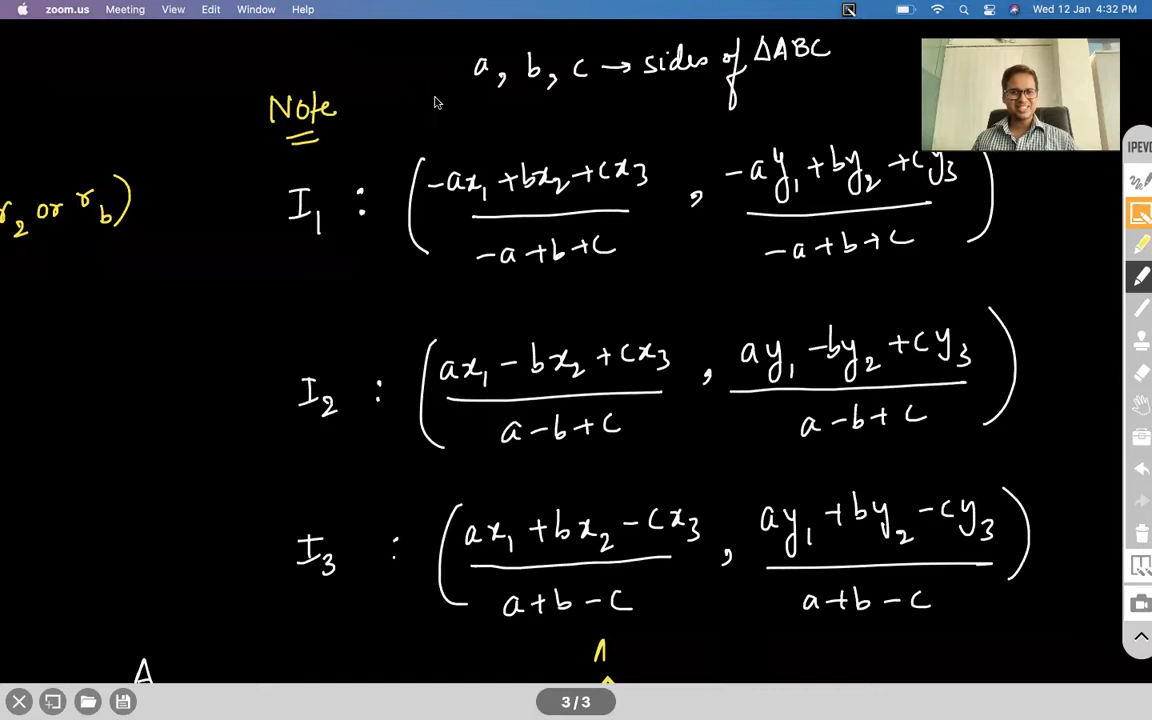 zoom.us Meeting View Edit Window Help Wed 12 Jan 4:32 PM
a, b, c → sides of ΔABC
Note
IPEVO
r₂ or r_b)
I₁ : ( (-ax₁ + bx₂ + cx₃) / (-a + b + c) , (-ay₁ + by₂ + cy₃) / (-a + b + c) )
I₂ : ( (ax₁ - bx₂ + cx₃) / (a - b + c) , (ay₁ - by₂ + cy₃) / (a - b + c) )
I₃ : ( (ax₁ + bx₂ - cx₃) / (a + b - c) , (ay₁ + by₂ - cy₃) / (a + b - c) )
A
3/3